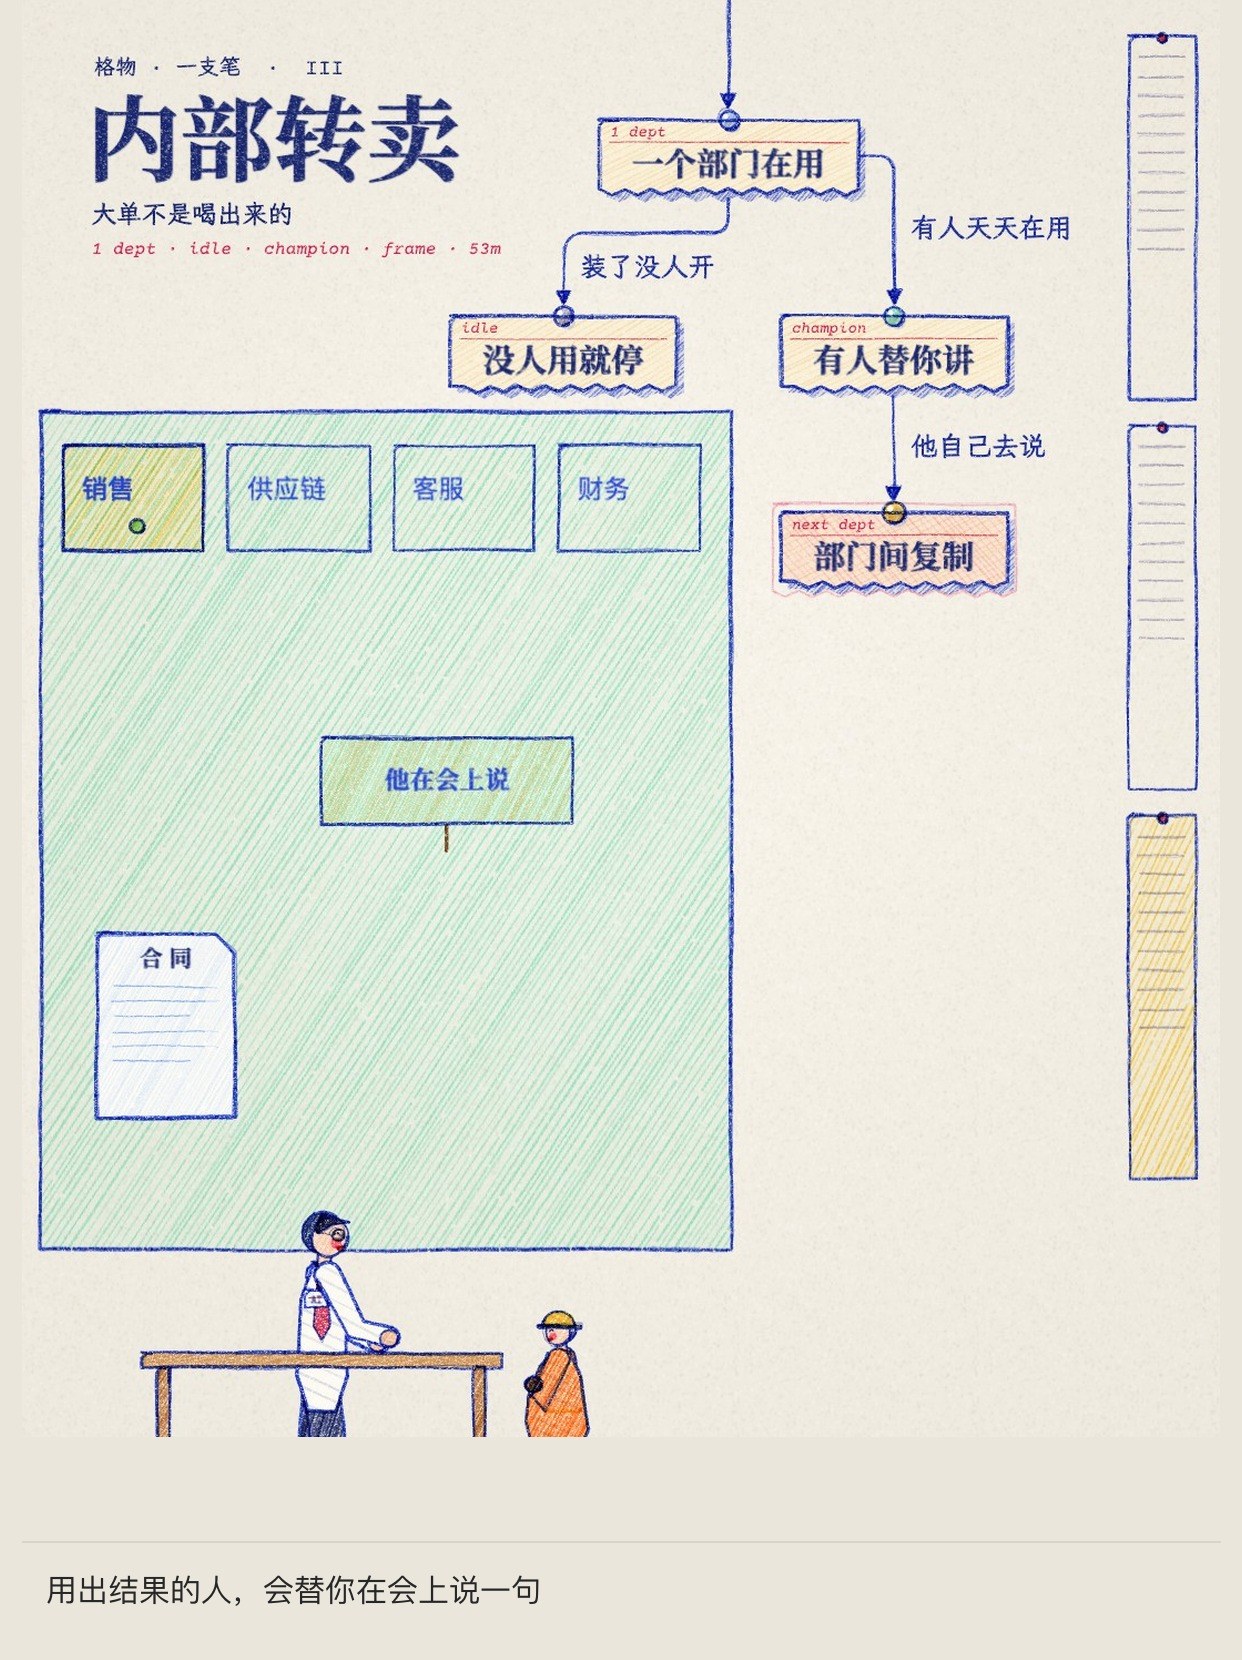 格物 · 一支笔 · III
内部转卖
大单不是喝出来的
1 dept · idle · champion · frame · 53m
1 dept
一个部门在用
有人天天在用
装了没人开
idle
没人用就停
champion
有人替你讲
他自己去说
next dept
部门间复制
销售
供应链
客服
财务
他在会上说
合同
用出结果的人，会替你在会上说一句